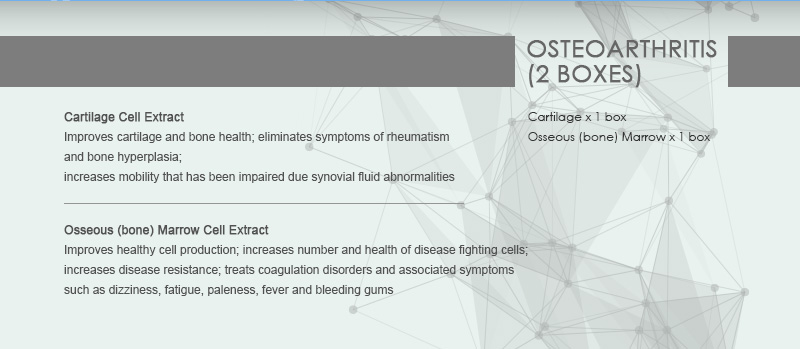 OSTEOARTHRITIS
(2 BOXES)
Cartilage Cell Extract
Improves cartilage and bone health; eliminates symptoms of rheumatism
and bone hyperplasia;
increases mobility that has been impaired due synovial fluid abnormalities
Cartilage x 1 box
Osseous (bone) Marrow x 1 box
Osseous (bone) Marrow Cell Extract
Improves healthy cell production; increases number and health of disease fighting cells;
increases disease resistance; treats coagulation disorders and associated symptoms
such as dizziness, fatigue, paleness, fever and bleeding gums